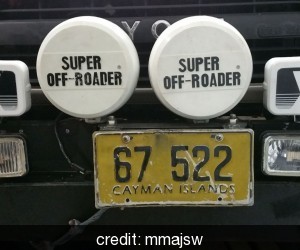 SUPER
OFF-ROADER
SUPER
OFF-ROADER
67 522
CAYMAN ISLANDS
credit: mmajsw